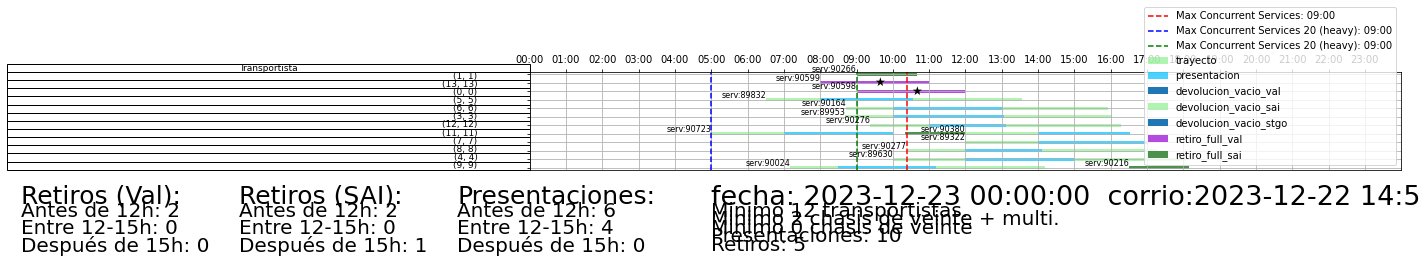 Max Concurrent Services: 09:00
Max Concurrent Services 20 (heavy): 09:00
Max Concurrent Services 20 (heavy): 09:00
trayecto
presentacion
devolucion_vacio_val
devolucion_vacio_sai
devolucion_vacio_stgo
retiro_full_val
retiro_full_sai
00:00 01:00 02:00 03:00 04:00 05:00 06:00 07:00 08:00 09:00 10:00 11:00 12:00 13:00 14:00 15:00 16:00 17:00 18:00 19:00 20:00 21:00 22:00 23:00
Transportista
serv:90266
(1, 1)
serv:90599
(13, 13)
serv:90598
(0, 0)
serv:89832
(5, 5)
serv:90164
(6, 6)
serv:89953
(3, 3)
serv:90276
(12, 12)
serv:90723 serv:90380
(11, 11)
serv:89322
(7, 7)
serv:90277
(8, 8)
serv:89630
(4, 4)
serv:90024 serv:90216
(9, 9)
Retiros (Val):
Antes de 12h: 2
Entre 12-15h: 0
Después de 15h: 0
Retiros (SAI):
Antes de 12h: 2
Entre 12-15h: 0
Después de 15h: 1
Presentaciones:
Antes de 12h: 6
Entre 12-15h: 4
Después de 15h: 0
fecha: 2023-12-23 00:00:00 corrio:2023-12-22 14:5
Minimo 12 transportistas
Minimo 2 chasis de veinte + multi.
Minimo 0 chasis de veinte
Presentaciones: 10
Retiros: 5